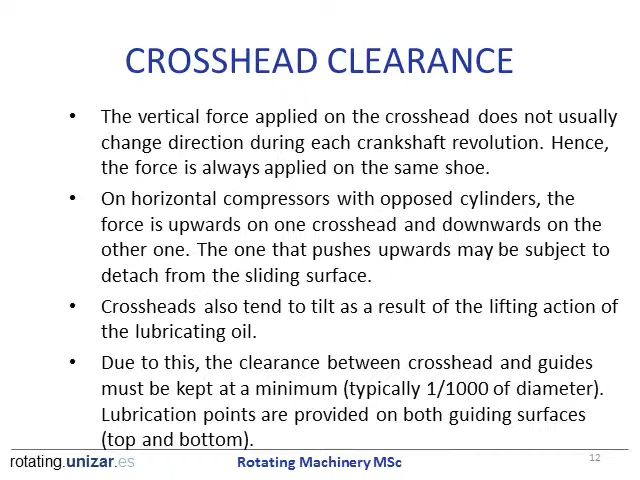 CROSSHEAD CLEARANCE
• The vertical force applied on the crosshead does not usually
change direction during each crankshaft revolution. Hence,
the force is always applied on the same shoe.
• On horizontal compressors with opposed cylinders, the
force is upwards on one crosshead and downwards on the
other one. The one that pushes upwards may be subject to
detach from the sliding surface.
• Crossheads also tend to tilt as a result of the lifting action of
the lubricating oil.
• Due to this, the clearance between crosshead and guides
must be kept at a minimum (typically 1/1000 of diameter).
Lubrication points are provided on both guiding surfaces
(top and bottom).
rotating.unizar.es
Rotating Machinery MSc
12